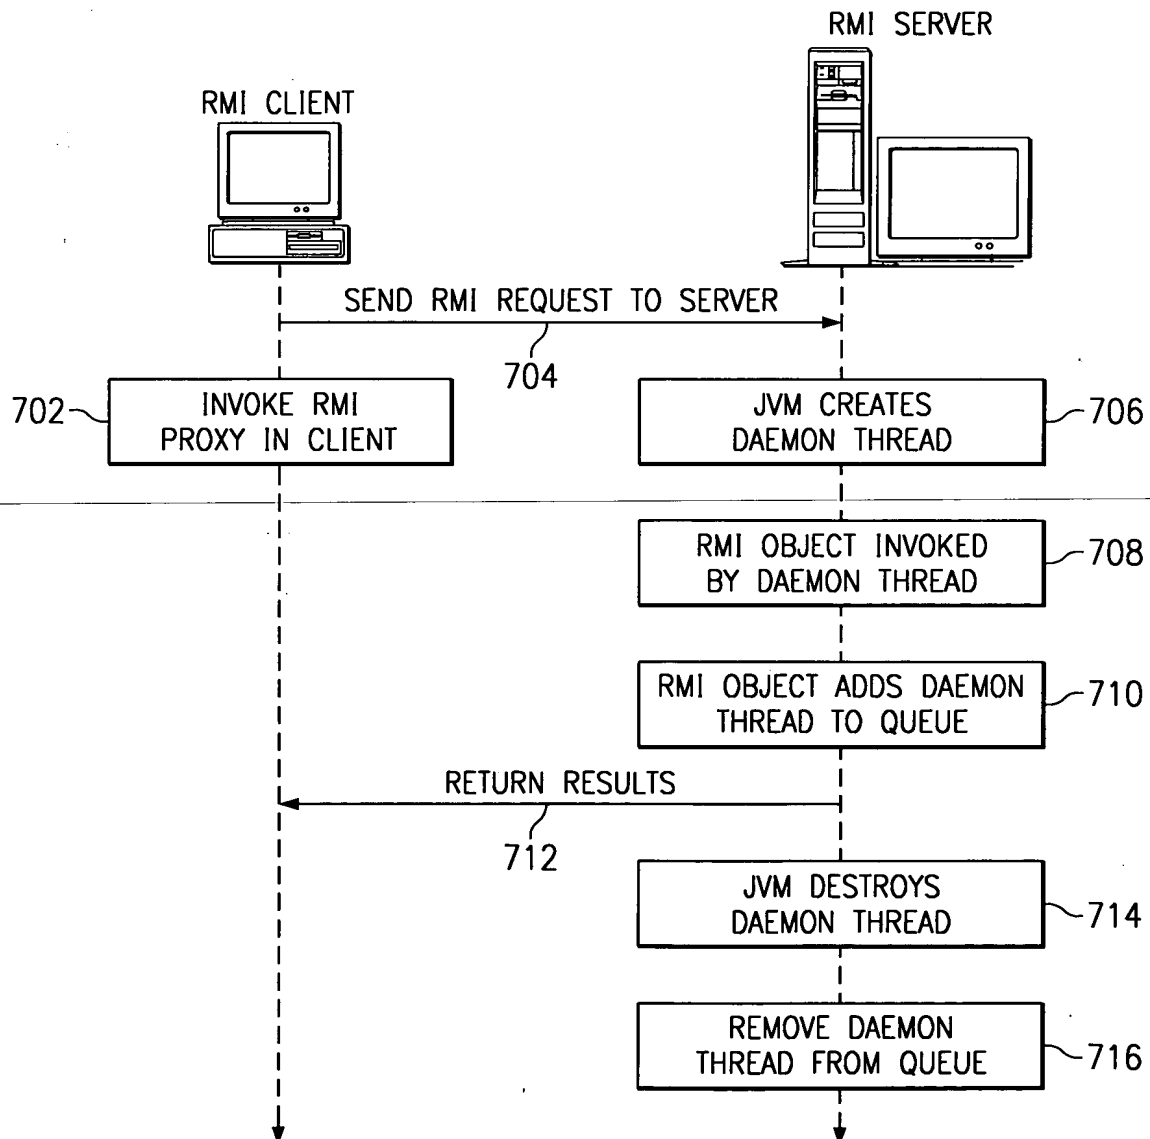 RMI SERVER
RMI CLIENT
SEND RMI REQUEST TO SERVER
704
702
INVOKE RMI
PROXY IN CLIENT
JVM CREATES
DAEMON THREAD
706
RMI OBJECT INVOKED
BY DAEMON THREAD
708
RMI OBJECT ADDS DAEMON
THREAD TO QUEUE
710
RETURN RESULTS
712
JVM DESTROYS
DAEMON THREAD
714
REMOVE DAEMON
THREAD FROM QUEUE
716